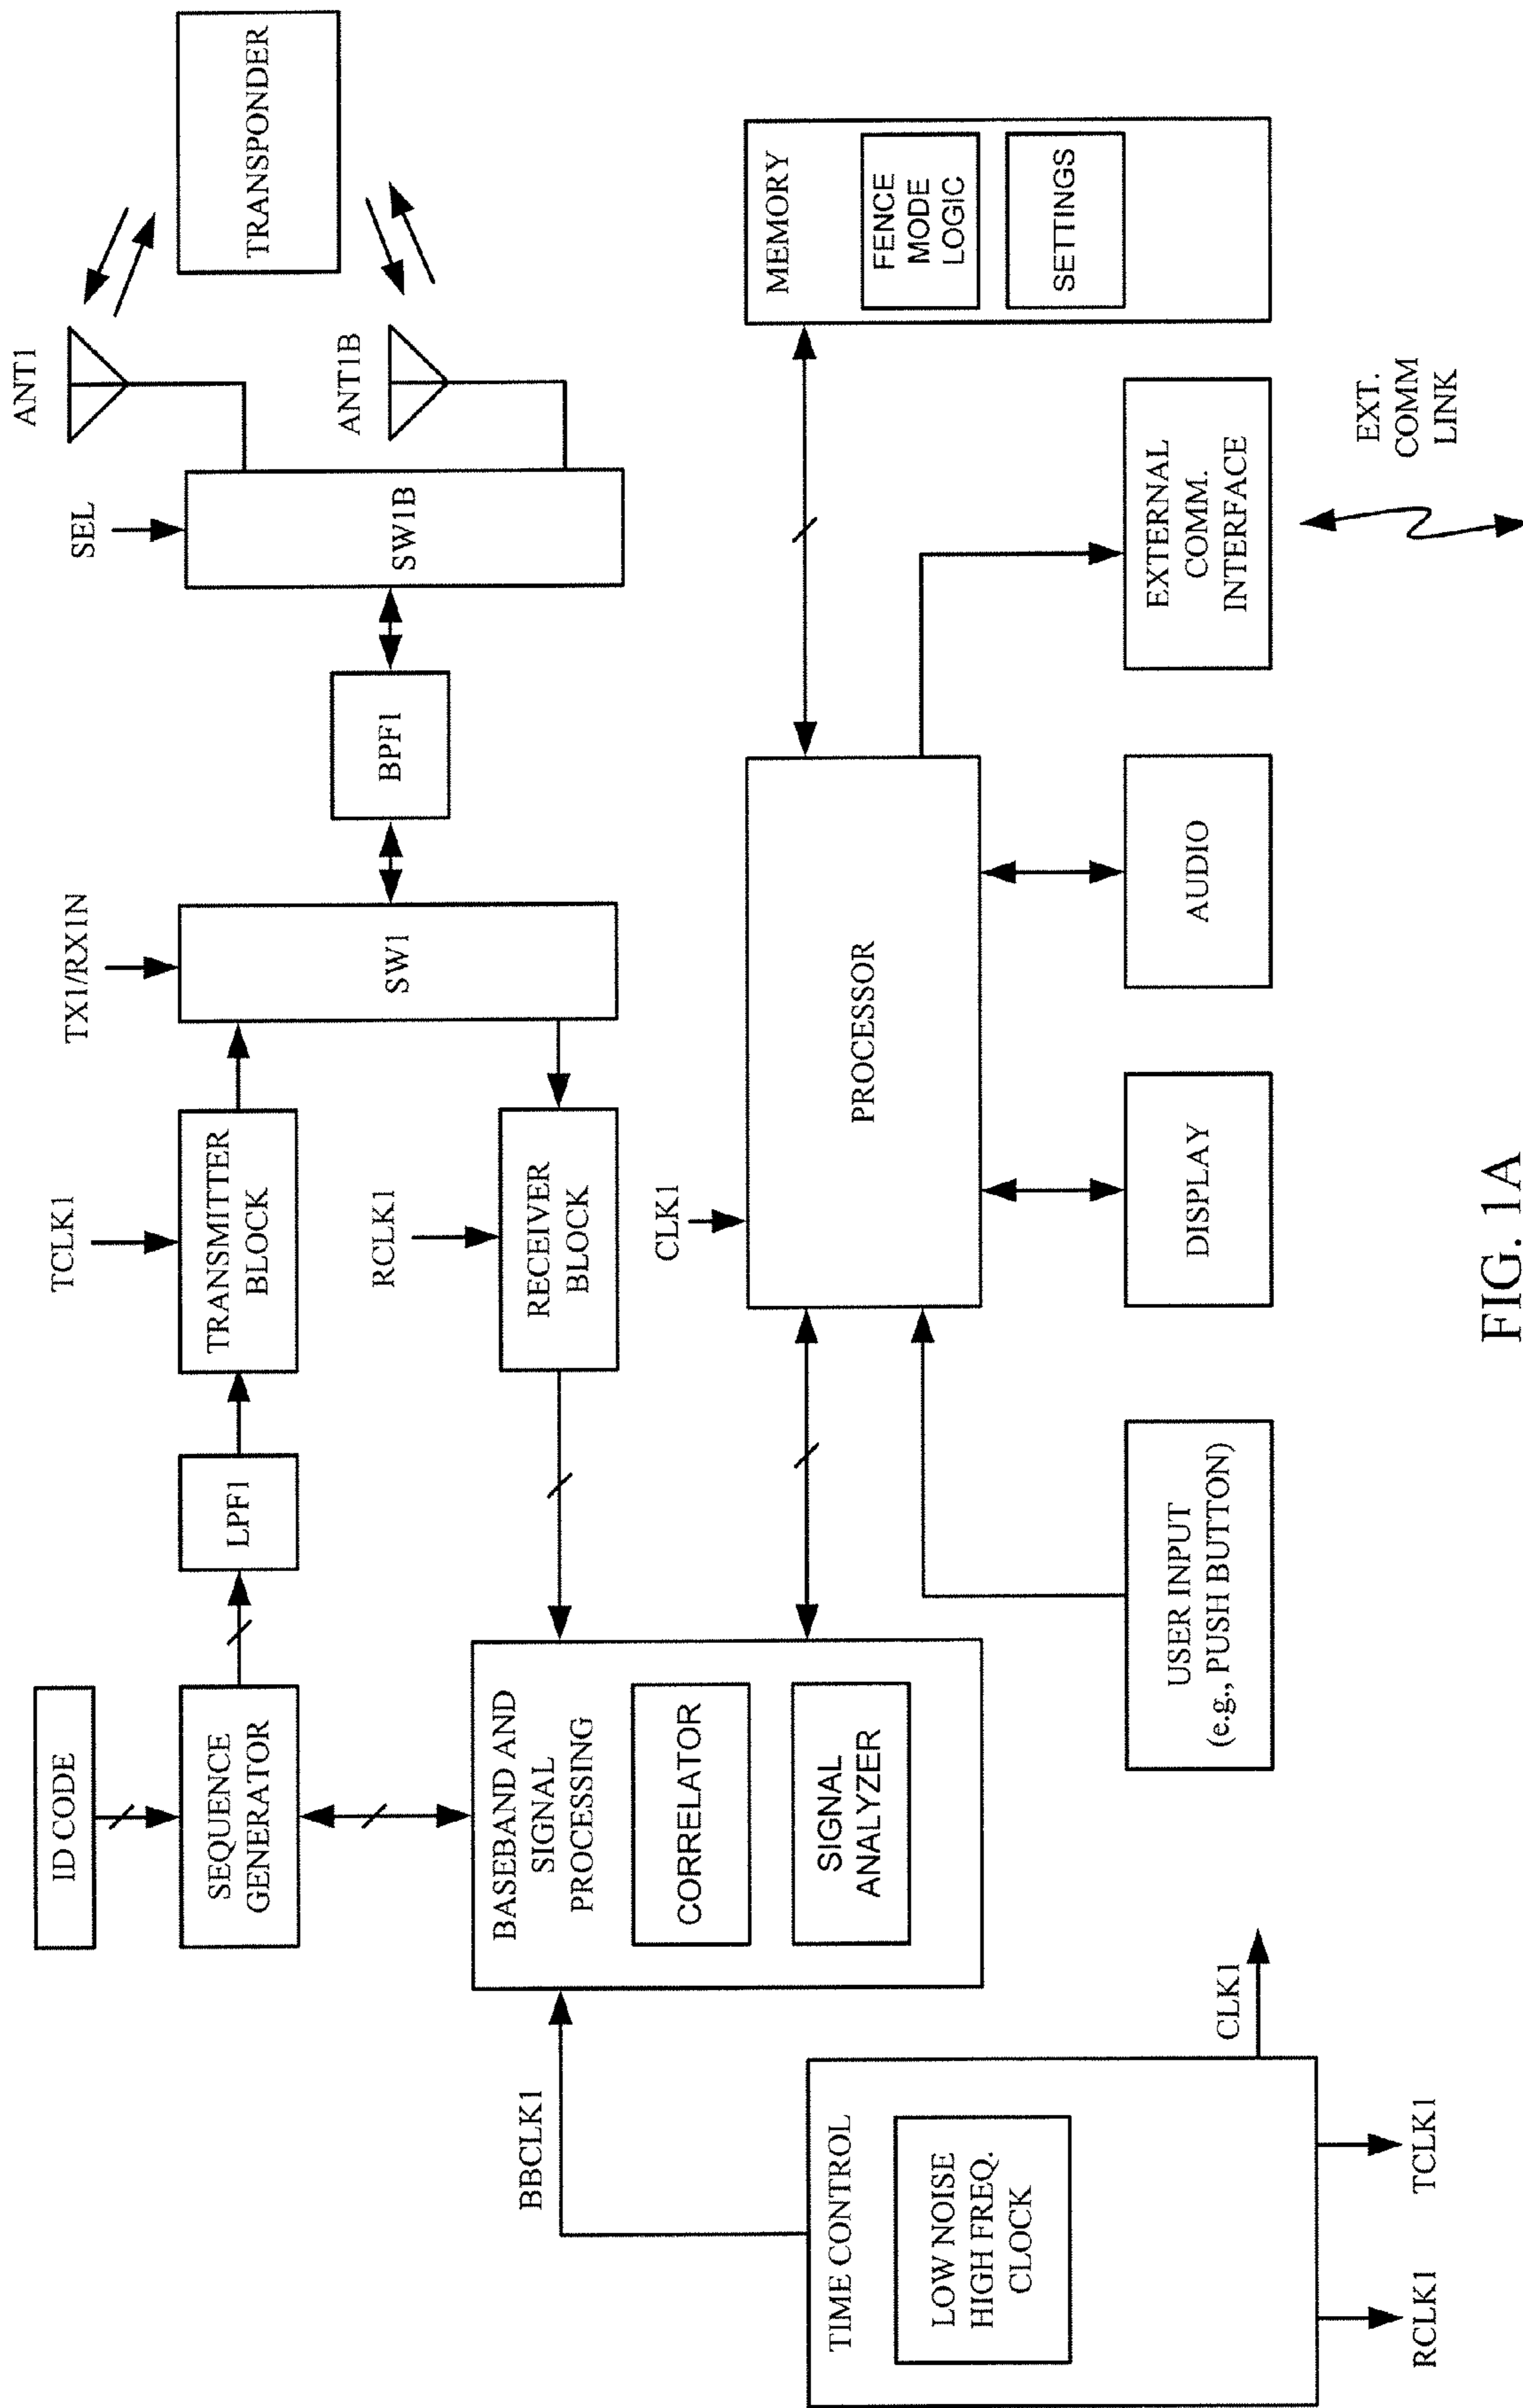 ID CODE
SEQUENCE
GENERATOR
LPF1
TCLK1
TRANSMITTER
BLOCK
TX1/RX1N
SW1
BPF1
SEL
SW1B
ANT1
ANT1B
TRANSPONDER
RCLK1
RECEIVER
BLOCK
BASEBAND AND
SIGNAL
PROCESSING
CORRELATOR
SIGNAL
ANALYZER
CLK1
PROCESSOR
MEMORY
FENCE
MODE
LOGIC
SETTINGS
BBCLK1
TIME CONTROL
LOW NOISE
HIGH FREQ.
CLOCK
CLK1
RCLK1
TCLK1
USER INPUT
(e.g., PUSH BUTTON)
DISPLAY
AUDIO
EXTERNAL
COMM.
INTERFACE
EXT.
COMM
LINK
FIG. 1A